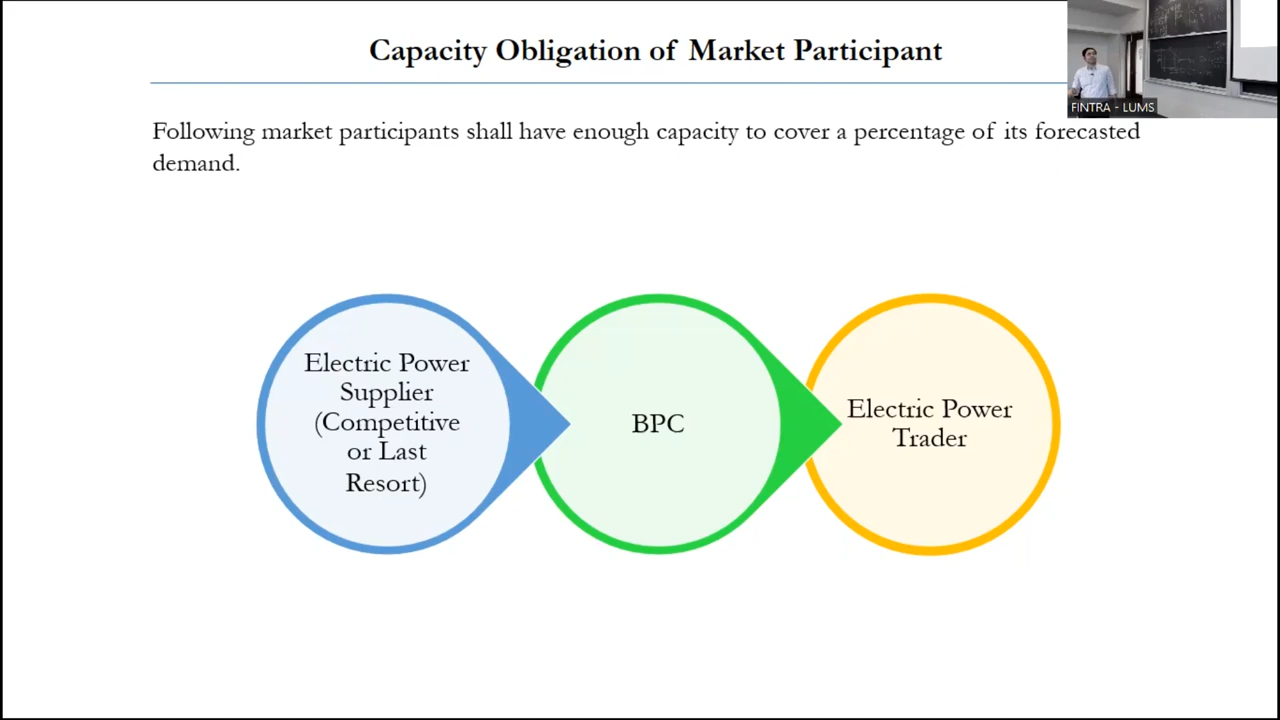 Capacity Obligation of Market Participant
FINTRA - LUMS
Following market participants shall have enough capacity to cover a percentage of its forecasted
demand.
Electric Power
Supplier
(Competitive
or Last
Resort)
BPC
Electric Power
Trader